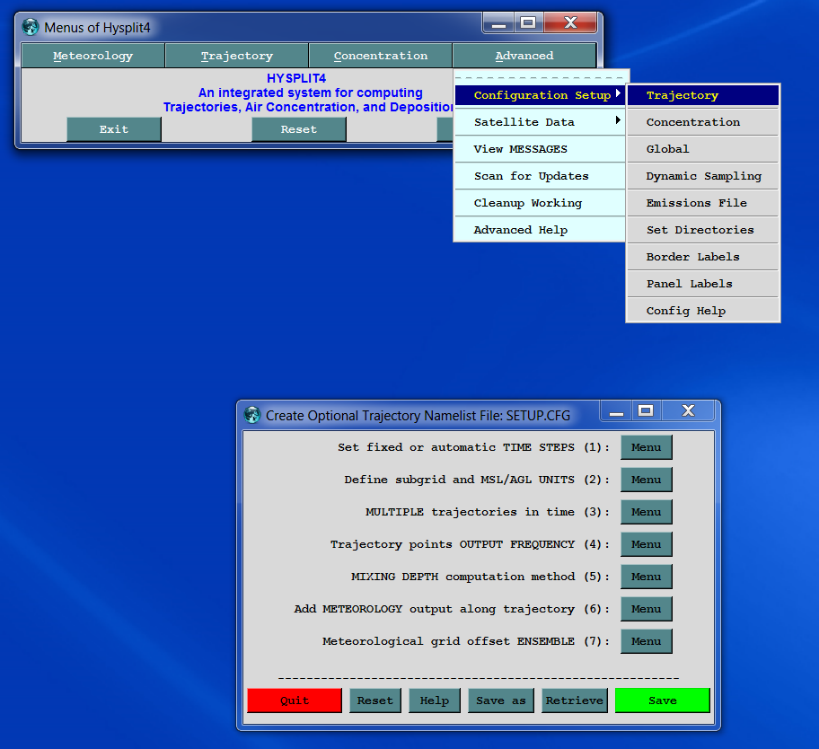 Menus of Hysplit4
Meteorology Trajectory Concentration Advanced
HYSPLIT4
An integrated system for computing
Trajectories, Air Concentration, and Depositio
Exit Reset
Configuration Setup
Satellite Data
View MESSAGES
Scan for Updates
Cleanup Working
Advanced Help
Trajectory
Concentration
Global
Dynamic Sampling
Emissions File
Set Directories
Border Labels
Panel Labels
Config Help
Create Optional Trajectory Namelist File: SETUP.CFG
Set fixed or automatic TIME STEPS (1): Menu
Define subgrid and MSL/AGL UNITS (2): Menu
MULTIPLE trajectories in time (3): Menu
Trajectory points OUTPUT FREQUENCY (4): Menu
MIXING DEPTH computation method (5): Menu
Add METEOROLOGY output along trajectory (6): Menu
Meteorological grid offset ENSEMBLE (7): Menu
Quit Reset Help Save as Retrieve Save